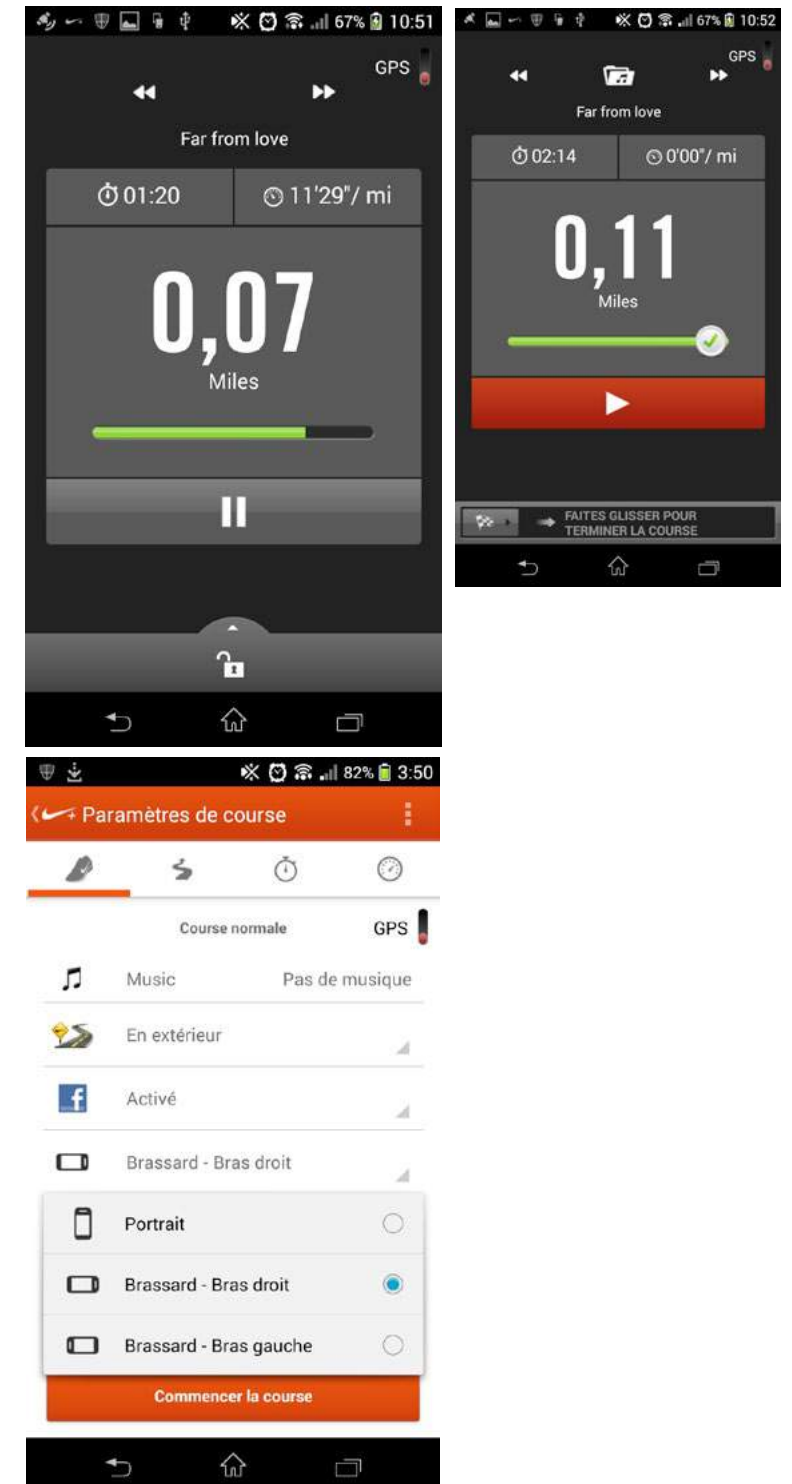 67% 10:51
GPS
Far from love
01:20
11'29"/ mi
0,07
Miles
67% 10:52
GPS
Far from love
02:14
0'00"/ mi
0,11
Miles
FAITES GLISSER POUR
TERMINER LA COURSE
82% 3:50
Paramètres de course
Course normale
GPS
Music Pas de musique
En extérieur
Activé
Brassard - Bras droit
Portrait
Brassard - Bras droit
Brassard - Bras gauche
Commencer la course